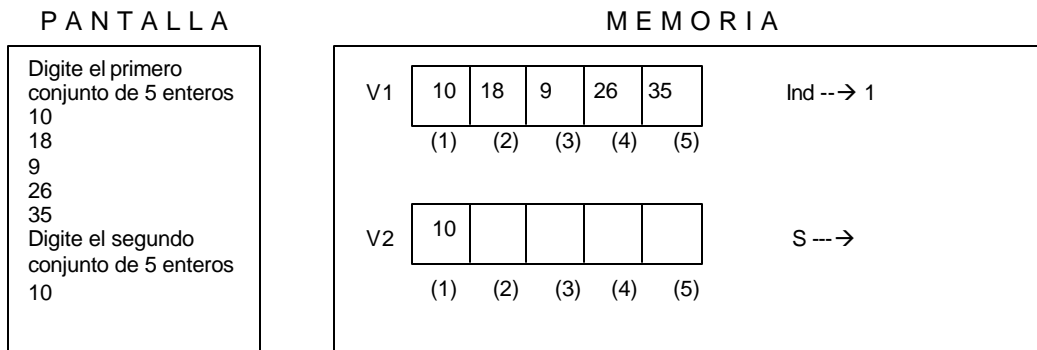 P A N T A L L A
M E M O R I A
Digite el primero
conjunto de 5 enteros
10
18
9
26
35
Digite el segundo
conjunto de 5 enteros
10
V1 10 18 9 26 35 Ind --→ 1
(1) (2) (3) (4) (5)
V2 10 S ---→
(1) (2) (3) (4) (5)